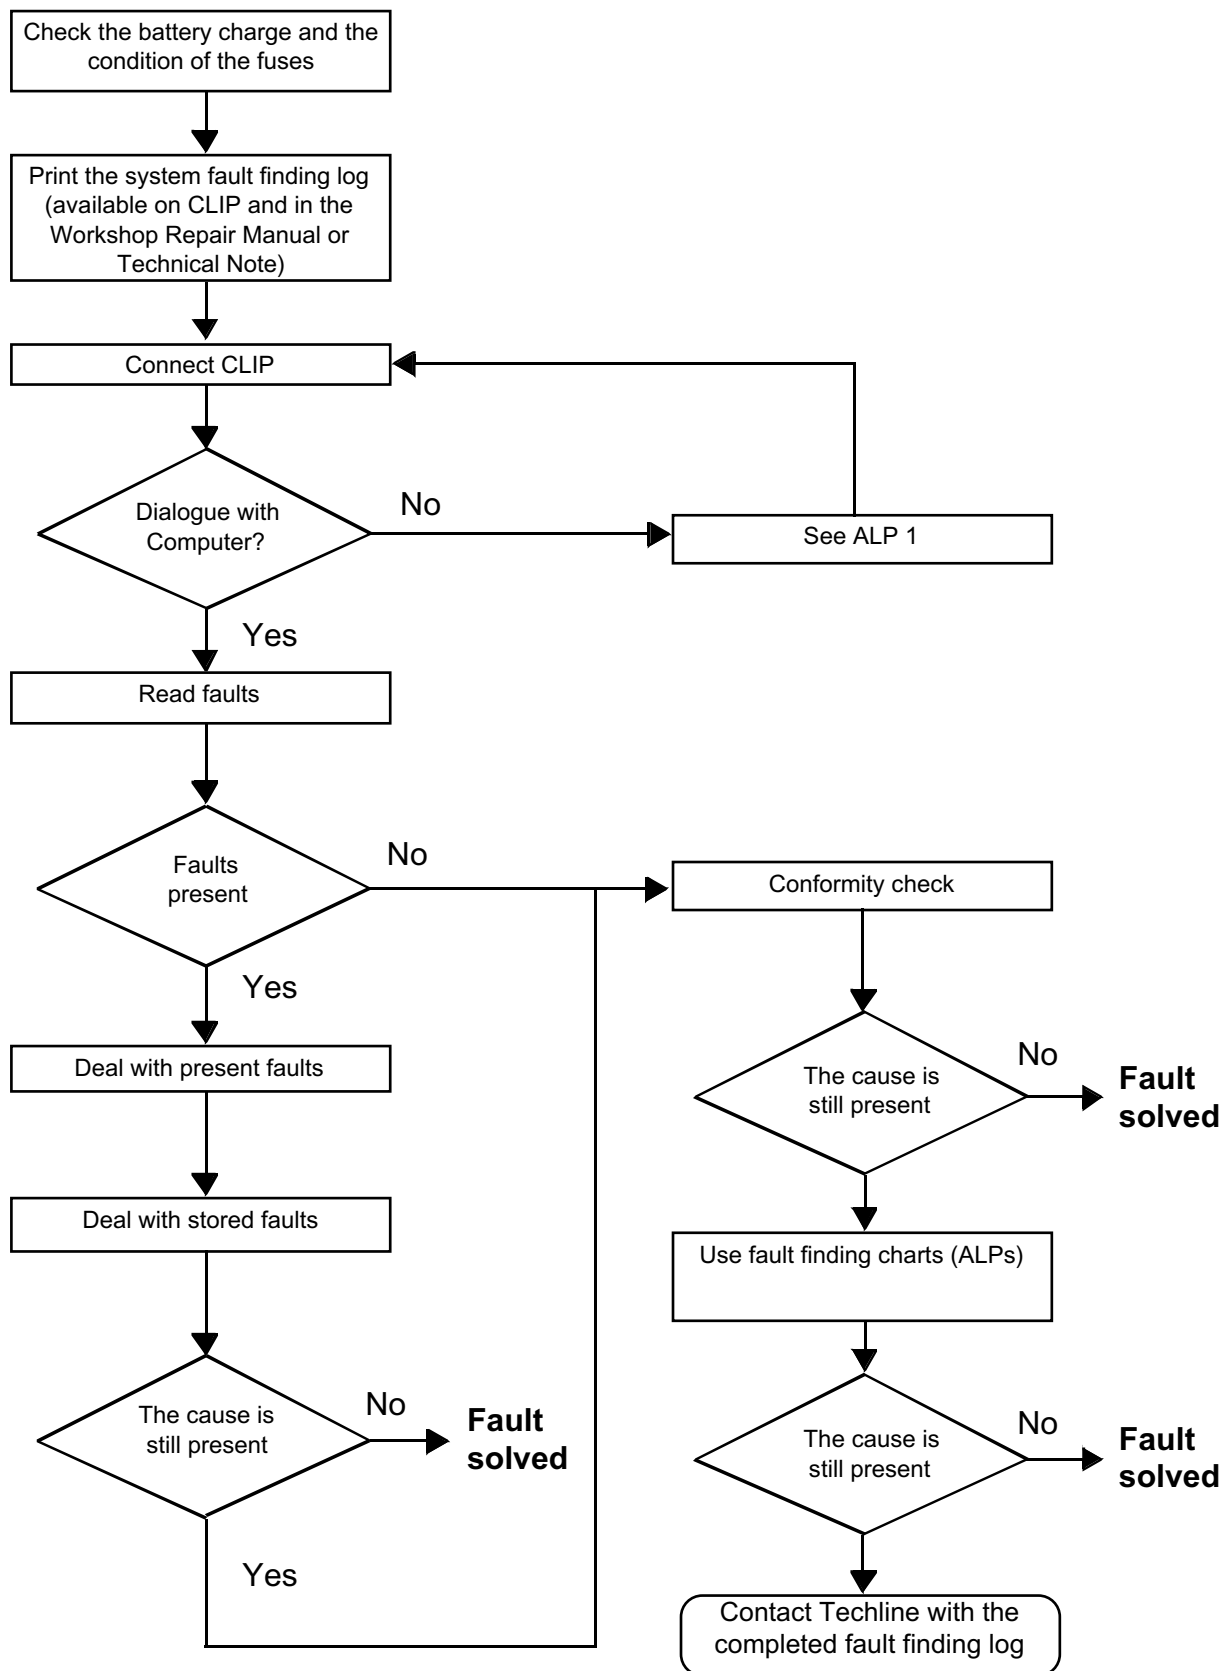 Check the battery charge and the
condition of the fuses
Print the system fault finding log
(available on CLIP and in the
Workshop Repair Manual or
Technical Note)
Connect CLIP
Dialogue with
Computer?
No
See ALP 1
Yes
Read faults
Faults
present
No
Conformity check
Yes
Deal with present faults
The cause is
still present
No
Fault
solved
Deal with stored faults
Use fault finding charts (ALPs)
The cause is
still present
No
Fault
solved
The cause is
still present
No
Fault
solved
Yes
Contact Techline with the
completed fault finding log